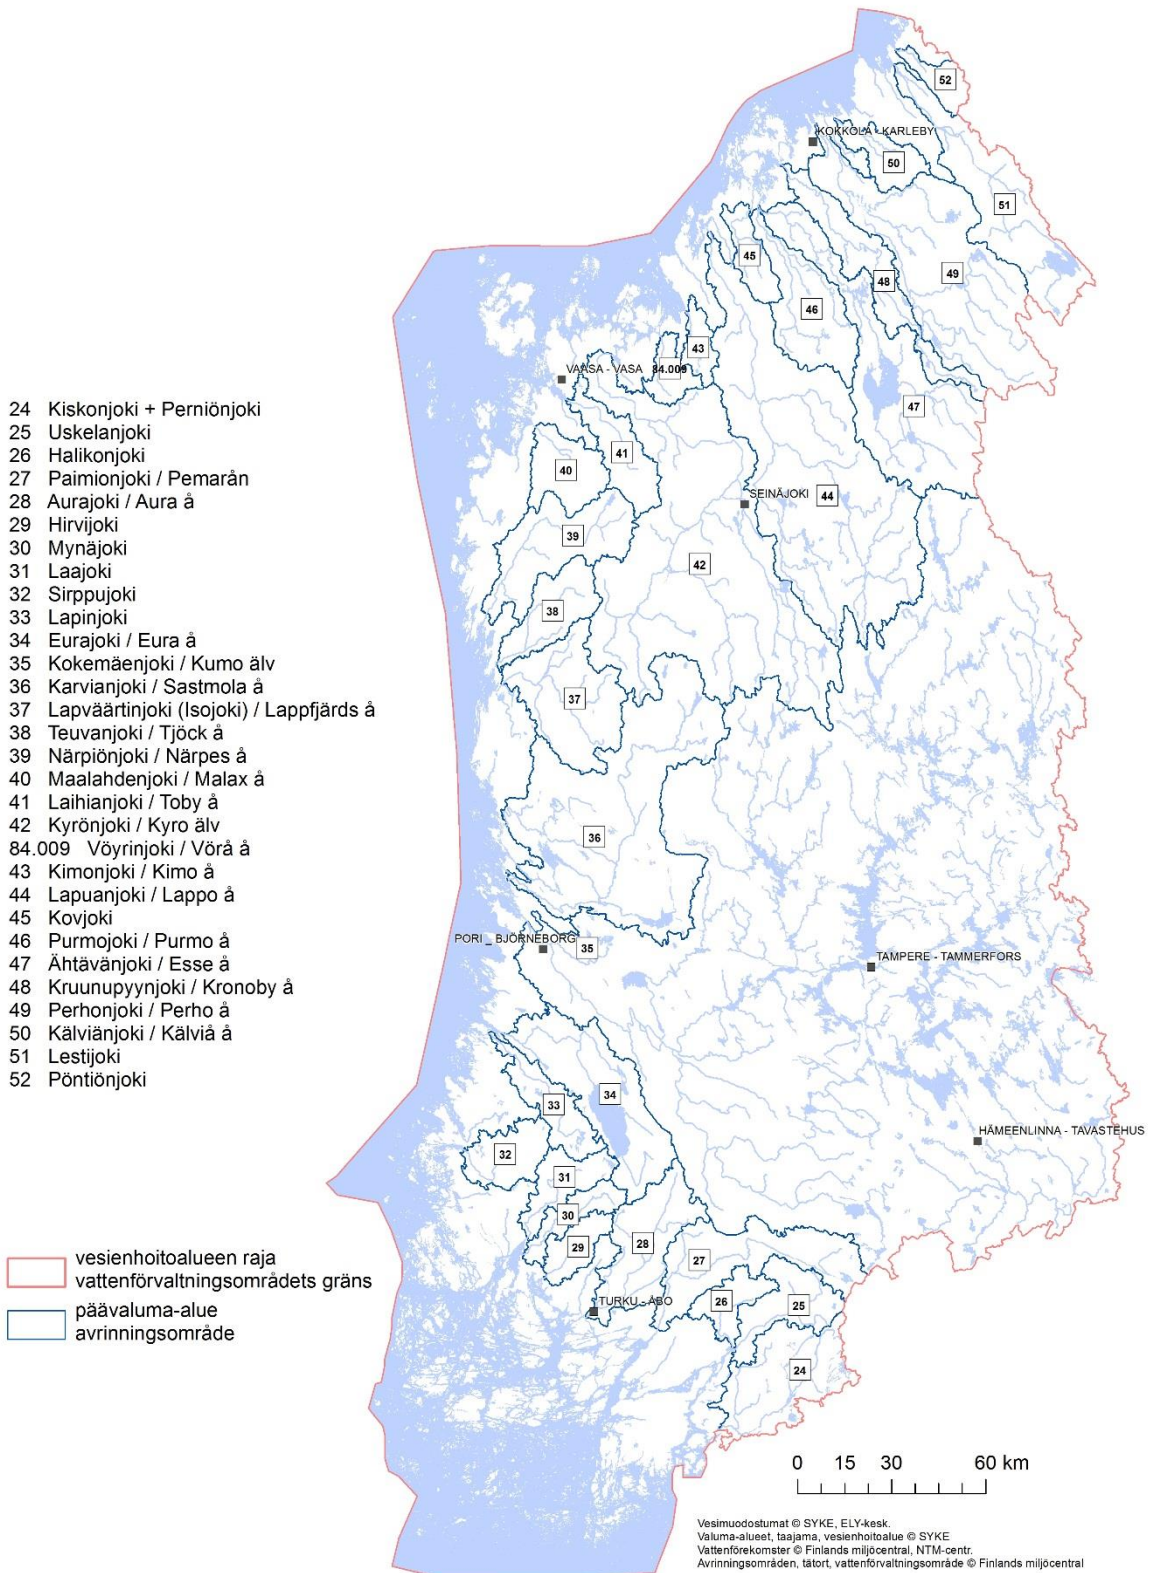 52
KOKKOLA - KARLEBY
50
51
45
48
49
46
43
VAASA - VASA
84.009
47
41
40
44
SEINÄJOKI
39
42
38
37
36
PORI _ BJÖRNEBORG
35
TAMPERE - TAMMERFORS
34
33
HÄMEENLINNA - TAVASTEHUS
32
31
30
28
29
27
26
25
TURKU - ÅBO
24
24 Kiskonjoki + Perniönjoki
25 Uskelanjoki
26 Halikonjoki
27 Paimionjoki / Pemarån
28 Aurajoki / Aura å
29 Hirvijoki
30 Mynäjoki
31 Laajoki
32 Sirppujoki
33 Lapinjoki
34 Eurajoki / Eura å
35 Kokemäenjoki / Kumo älv
36 Karvianjoki / Sastmola å
37 Lapväärtinjoki (Isojoki) / Lappfjärds å
38 Teuvanjoki / Tjöck å
39 Närpiönjoki / Närpes å
40 Maalahdenjoki / Malax å
41 Laihianjoki / Toby å
42 Kyrönjoki / Kyro älv
84.009 Vöyrinjoki / Vörå å
43 Kimonjoki / Kimo å
44 Lapuanjoki / Lappo å
45 Kovjoki
46 Purmojoki / Purmo å
47 Ähtävänjoki / Esse å
48 Kruunupyynjoki / Kronoby å
49 Perhonjoki / Perho å
50 Kälviänjoki / Kälviå å
51 Lestijoki
52 Pöntiönjoki
vesienhoitoalueen raja
vattenförvaltningsområdets gräns
päävaluma-alue
avrinningsområde
0 15 30 60 km
Vesimuodostumat © SYKE, ELY-kesk.
Valuma-alueet, taajama, vesienhoitoalue © SYKE
Vattenförekomster © Finlands miljöcentral, NTM-centr.
Avrinningsområden, tätort, vattenförvaltningsområde © Finlands miljöcentral